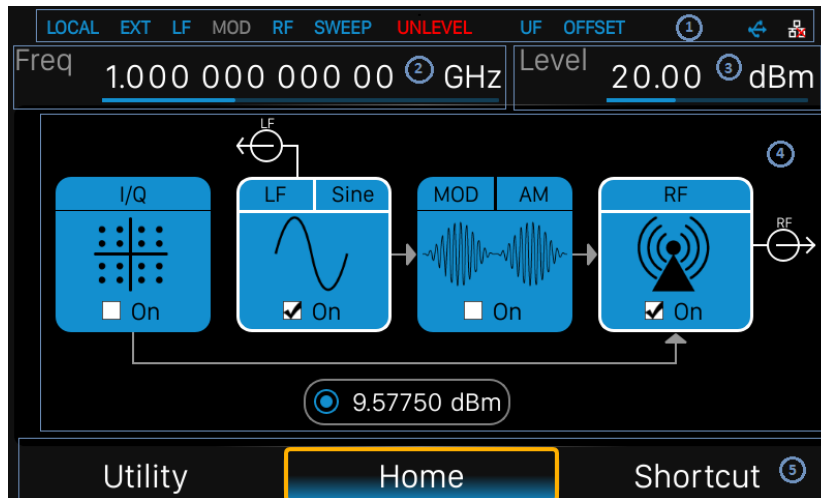 LOCAL EXT LF MOD RF SWEEP UNLEVEL UF OFFSET 1
Freq 1.000 000 000 00 2 GHz Level 20.00 3 dBm
LF
4
I/Q LF Sine MOD AM RF
RF
On On On On
9.57750 dBm
Utility Home Shortcut 5